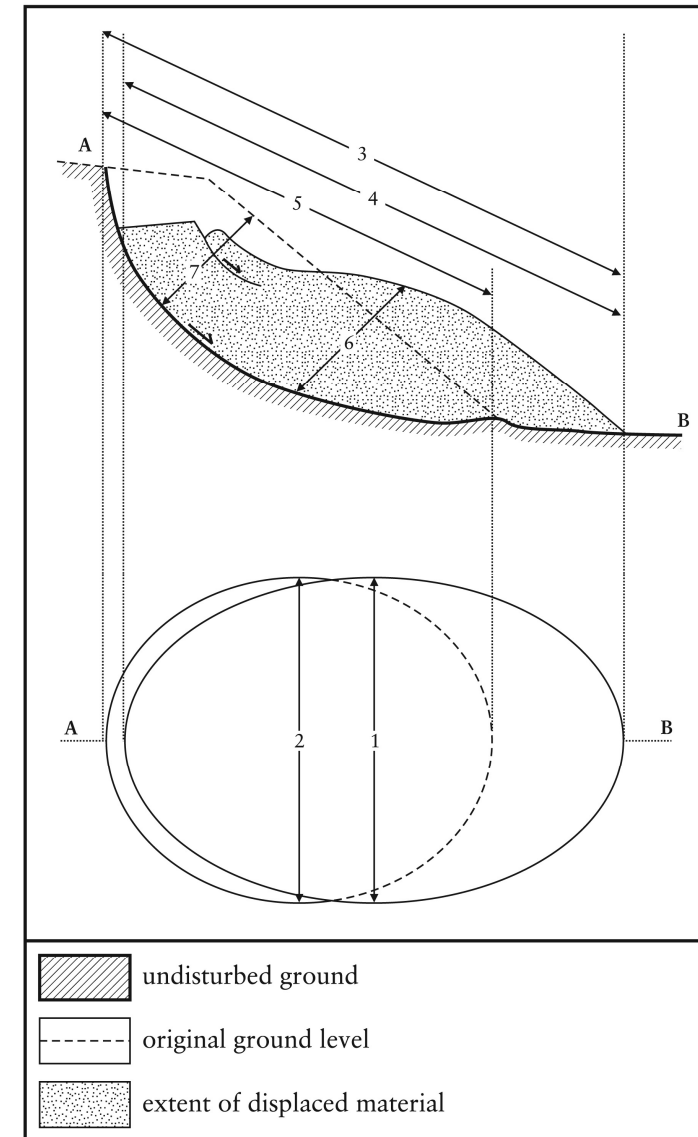 3
A
4
5
7
6
B
A
2
1
B
undisturbed ground
original ground level
extent of displaced material